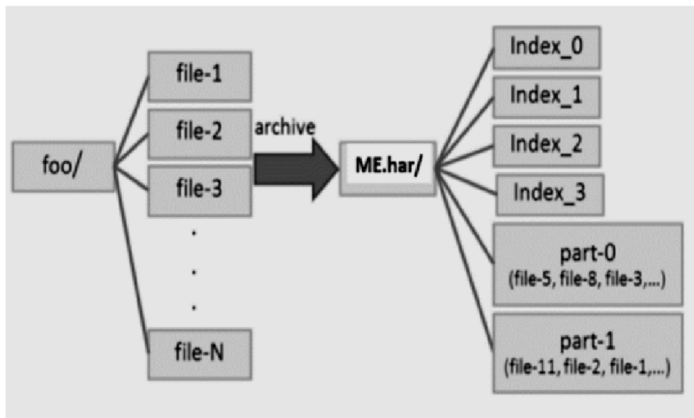 foo/
file-1
file-2
file-3
.
.
.
file-N
archive
ME.har/
Index_0
Index_1
Index_2
Index_3
part-0
(file-5, file-8, file-3,...)
part-1
(file-11, file-2, file-1,...)